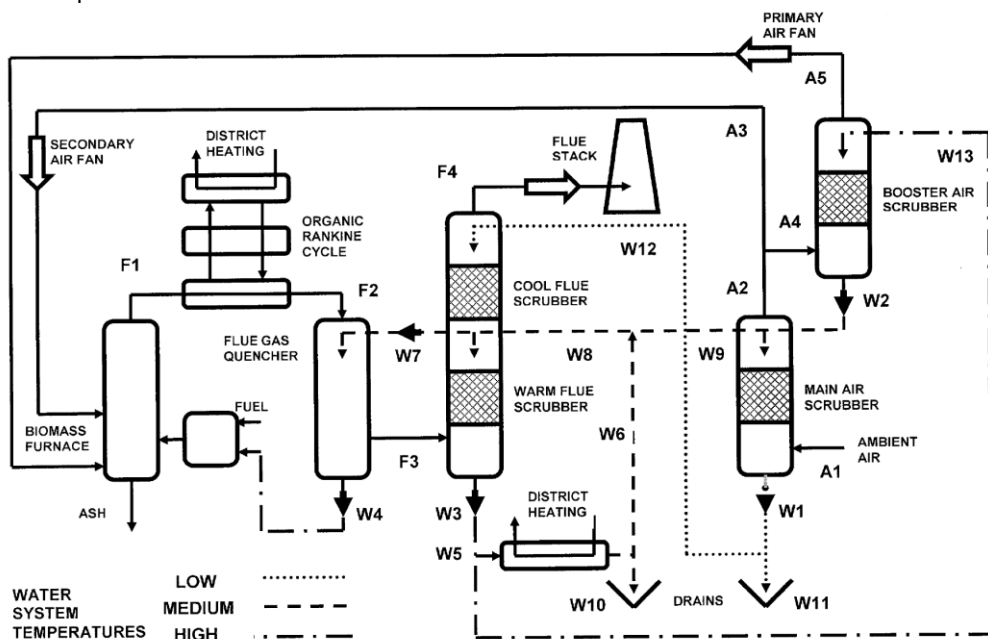 PRIMARY
AIR FAN
A5
A3
SECONDARY
AIR FAN
DISTRICT
HEATING
FLUE
STACK
F4
W13
BOOSTER AIR
SCRUBBER
ORGANIC
RANKINE
CYCLE
A4
W12
F1
COOL FLUE
SCRUBBER
F2
A2
W2
FLUE GAS
QUENCHER
W7
W8
W9
WARM FLUE
SCRUBBER
MAIN AIR
SCRUBBER
FUEL
BIOMASS
FURNACE
W6
AMBIENT
AIR
F3
A1
ASH
W4
W3
DISTRICT
HEATING
W1
W5
WATER
SYSTEM
TEMPERATURES
LOW
MEDIUM
HIGH
W10
DRAINS
W11